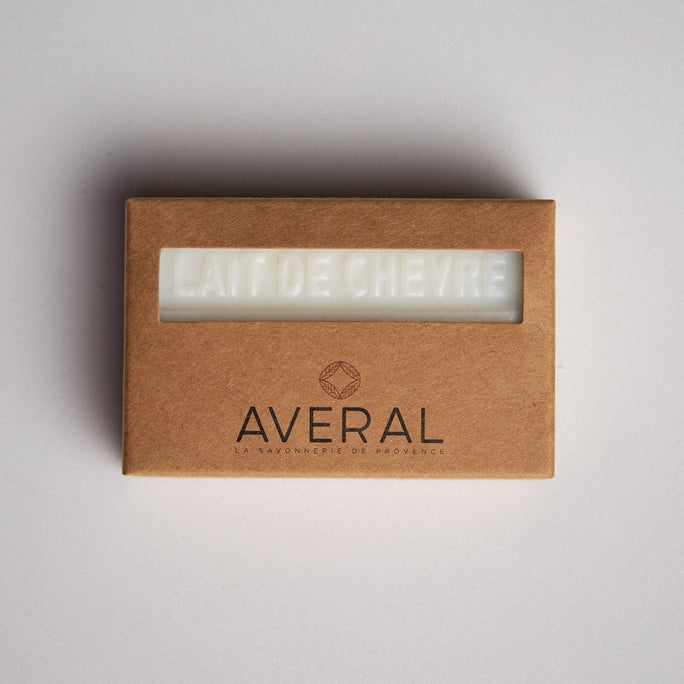 LAIT DE CHEVRE
AVERAL
LA SAVONNERIE DE PROVENCE